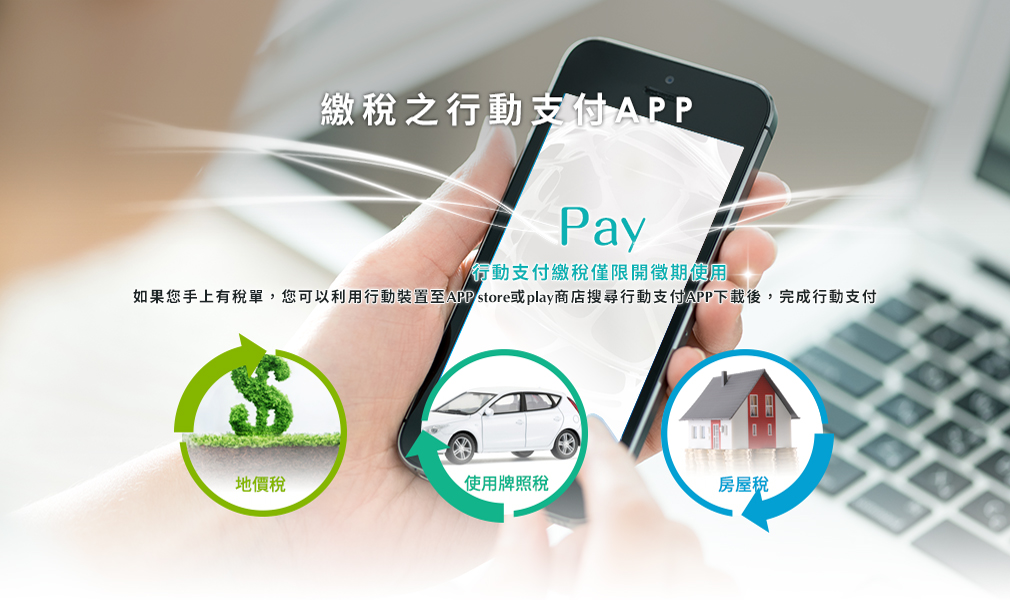 繳稅之行動支付APP
Pay
行動支付繳稅僅限開徵期使用
如果您手上有稅單，您可以利用行動裝置至APP store或play商店搜尋行動支付APP下載後，完成行動支付
地價稅
使用牌照稅
房屋稅